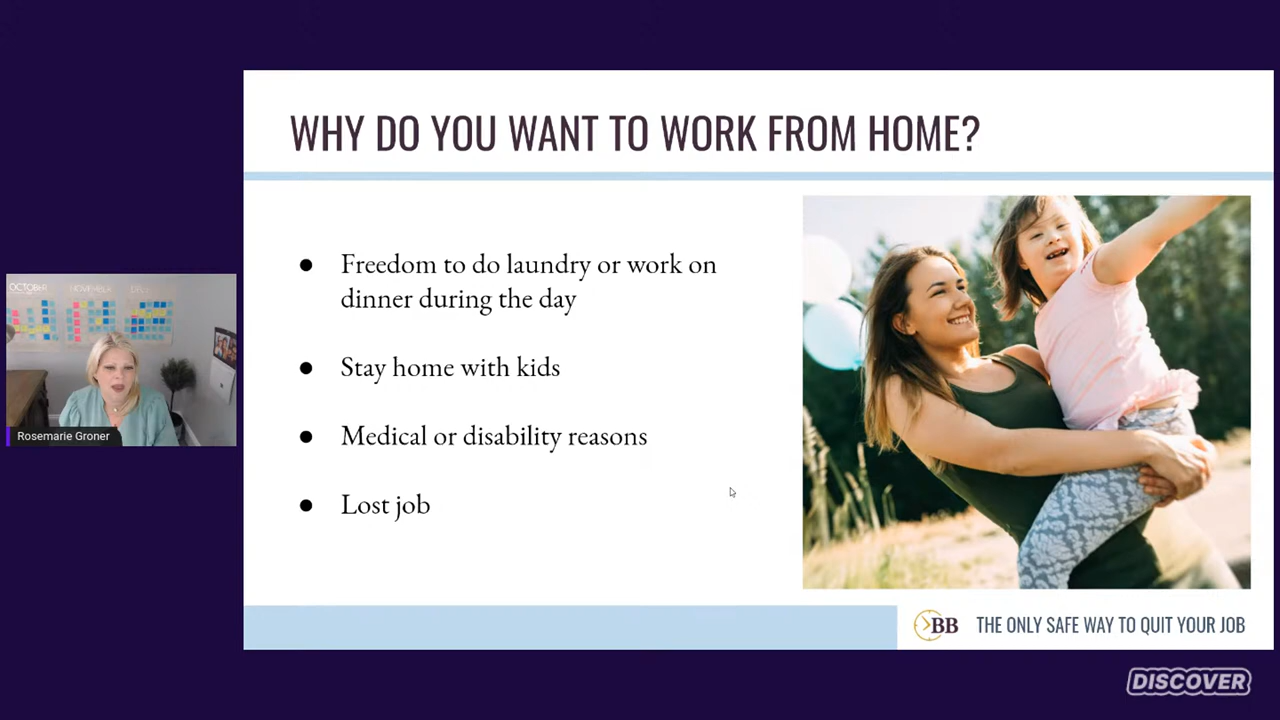 WHY DO YOU WANT TO WORK FROM HOME?
● Freedom to do laundry or work on
dinner during the day
● Stay home with kids
● Medical or disability reasons
● Lost job
OCTOBER
NOVEMBER
Rosemarie Groner
BB THE ONLY SAFE WAY TO QUIT YOUR JOB
DISCOVER